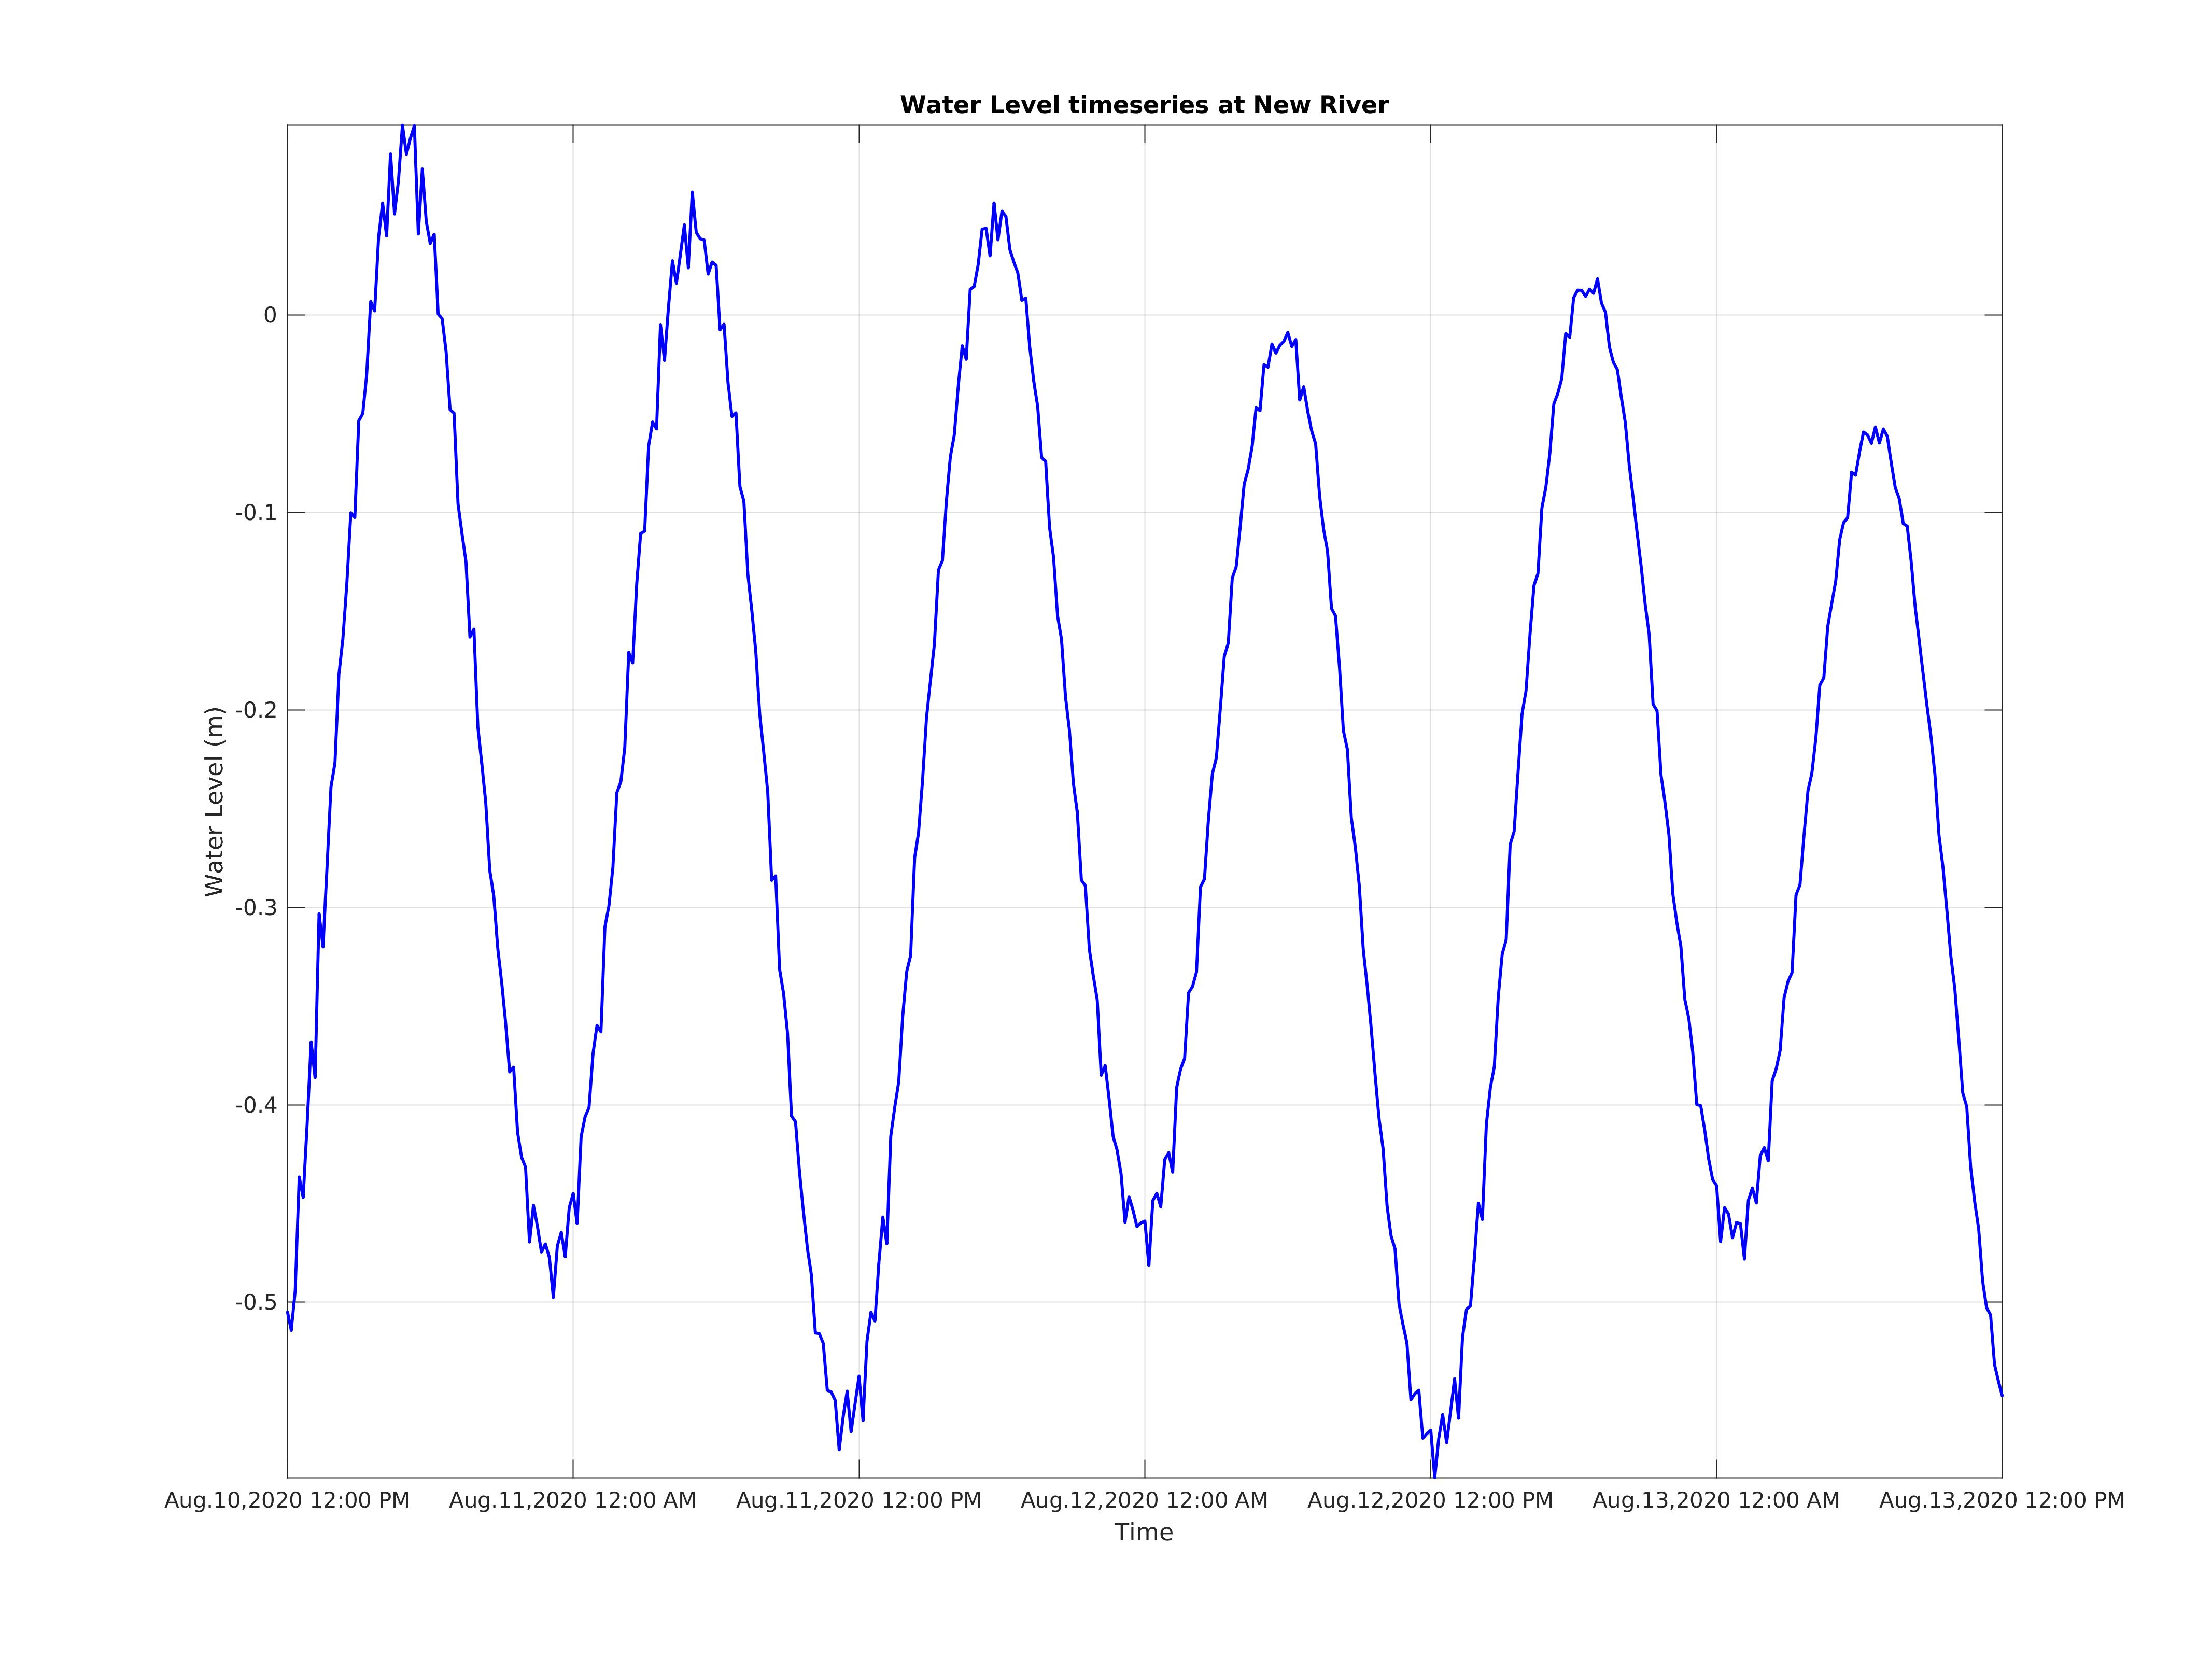 Water Level timeseries at New River
0
-0.1
-0.2
-0.3
-0.4
-0.5
Water Level (m)
Aug.10,2020 12:00 PM
Aug.11,2020 12:00 AM
Aug.11,2020 12:00 PM
Aug.12,2020 12:00 AM
Aug.12,2020 12:00 PM
Aug.13,2020 12:00 AM
Aug.13,2020 12:00 PM
Time